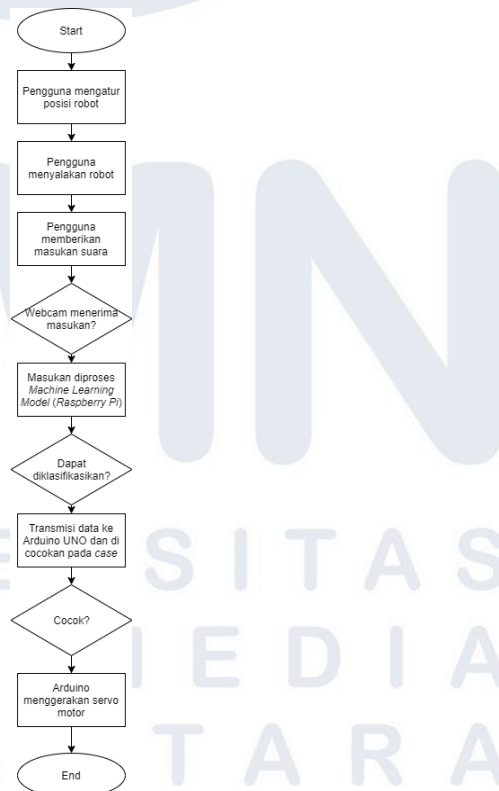 Start
Pengguna mengatur
posisi robot
Pengguna
menyalakan robot
Pengguna
memberikan
masukan suara
Webcam menerima
masukan?
Masukan diproses
Machine Learning
Model (Raspberry Pi)
Dapat
diklasifikasikan?
Transmisi data ke
Arduino UNO dan di
cocokan pada case
Cocok?
Arduino
menggerakan servo
motor
End
MN
E S I T A S
I E D I A
T A R A